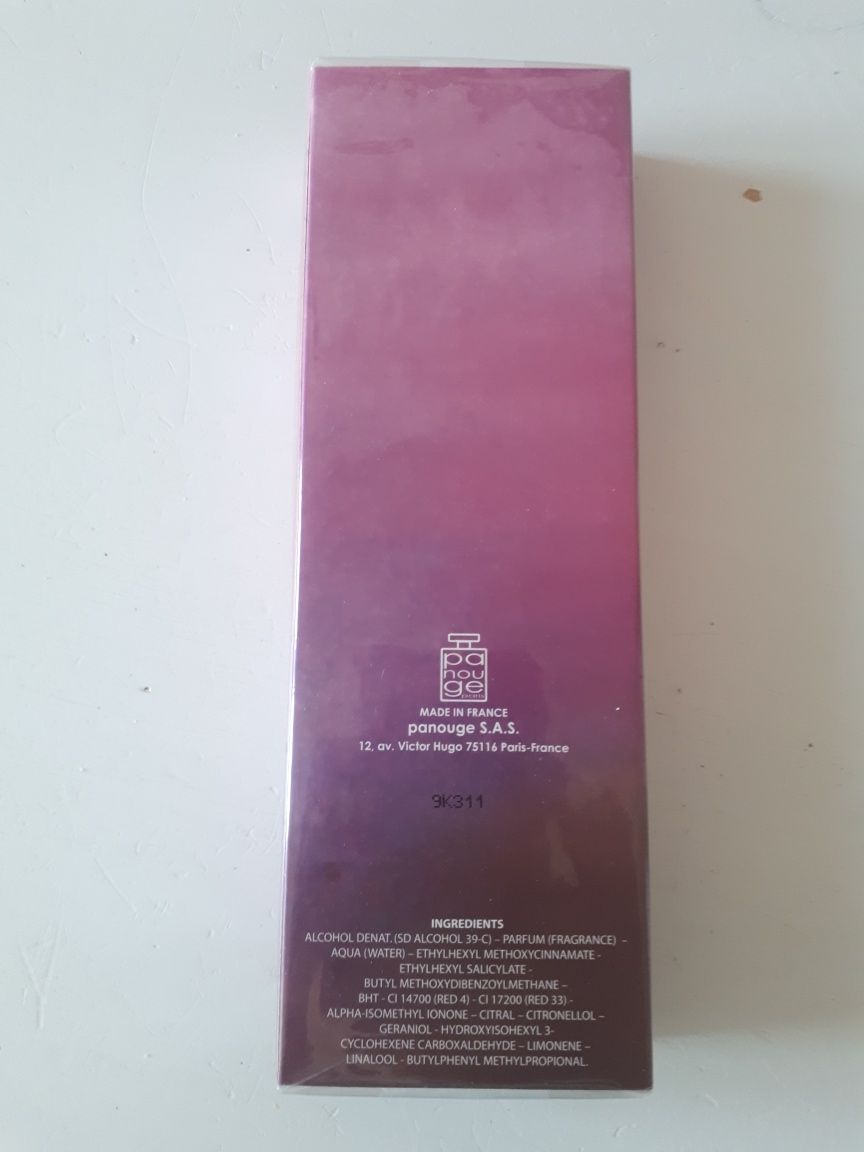 pa
nou
ge
MADE IN FRANCE
panouge S.A.S.
12, av. Victor Hugo 75116 Paris-France
9K311
INGREDIENTS
ALCOHOL DENAT. (SD ALCOHOL 39-C) – PARFUM (FRAGRANCE) –
AQUA (WATER) – ETHYLHEXYL METHOXYCINNAMATE -
ETHYLHEXYL SALICYLATE -
BUTYL METHOXYDIBENZOYLMETHANE –
BHT - CI 14700 (RED 4) - CI 17200 (RED 33) -
ALPHA-ISOMETHYL IONONE – CITRAL – CITRONELLOL –
GERANIOL - HYDROXYISOHEXYL 3-
CYCLOHEXENE CARBOXALDEHYDE – LIMONENE –
LINALOOL - BUTYLPHENYL METHYLPROPIONAL.